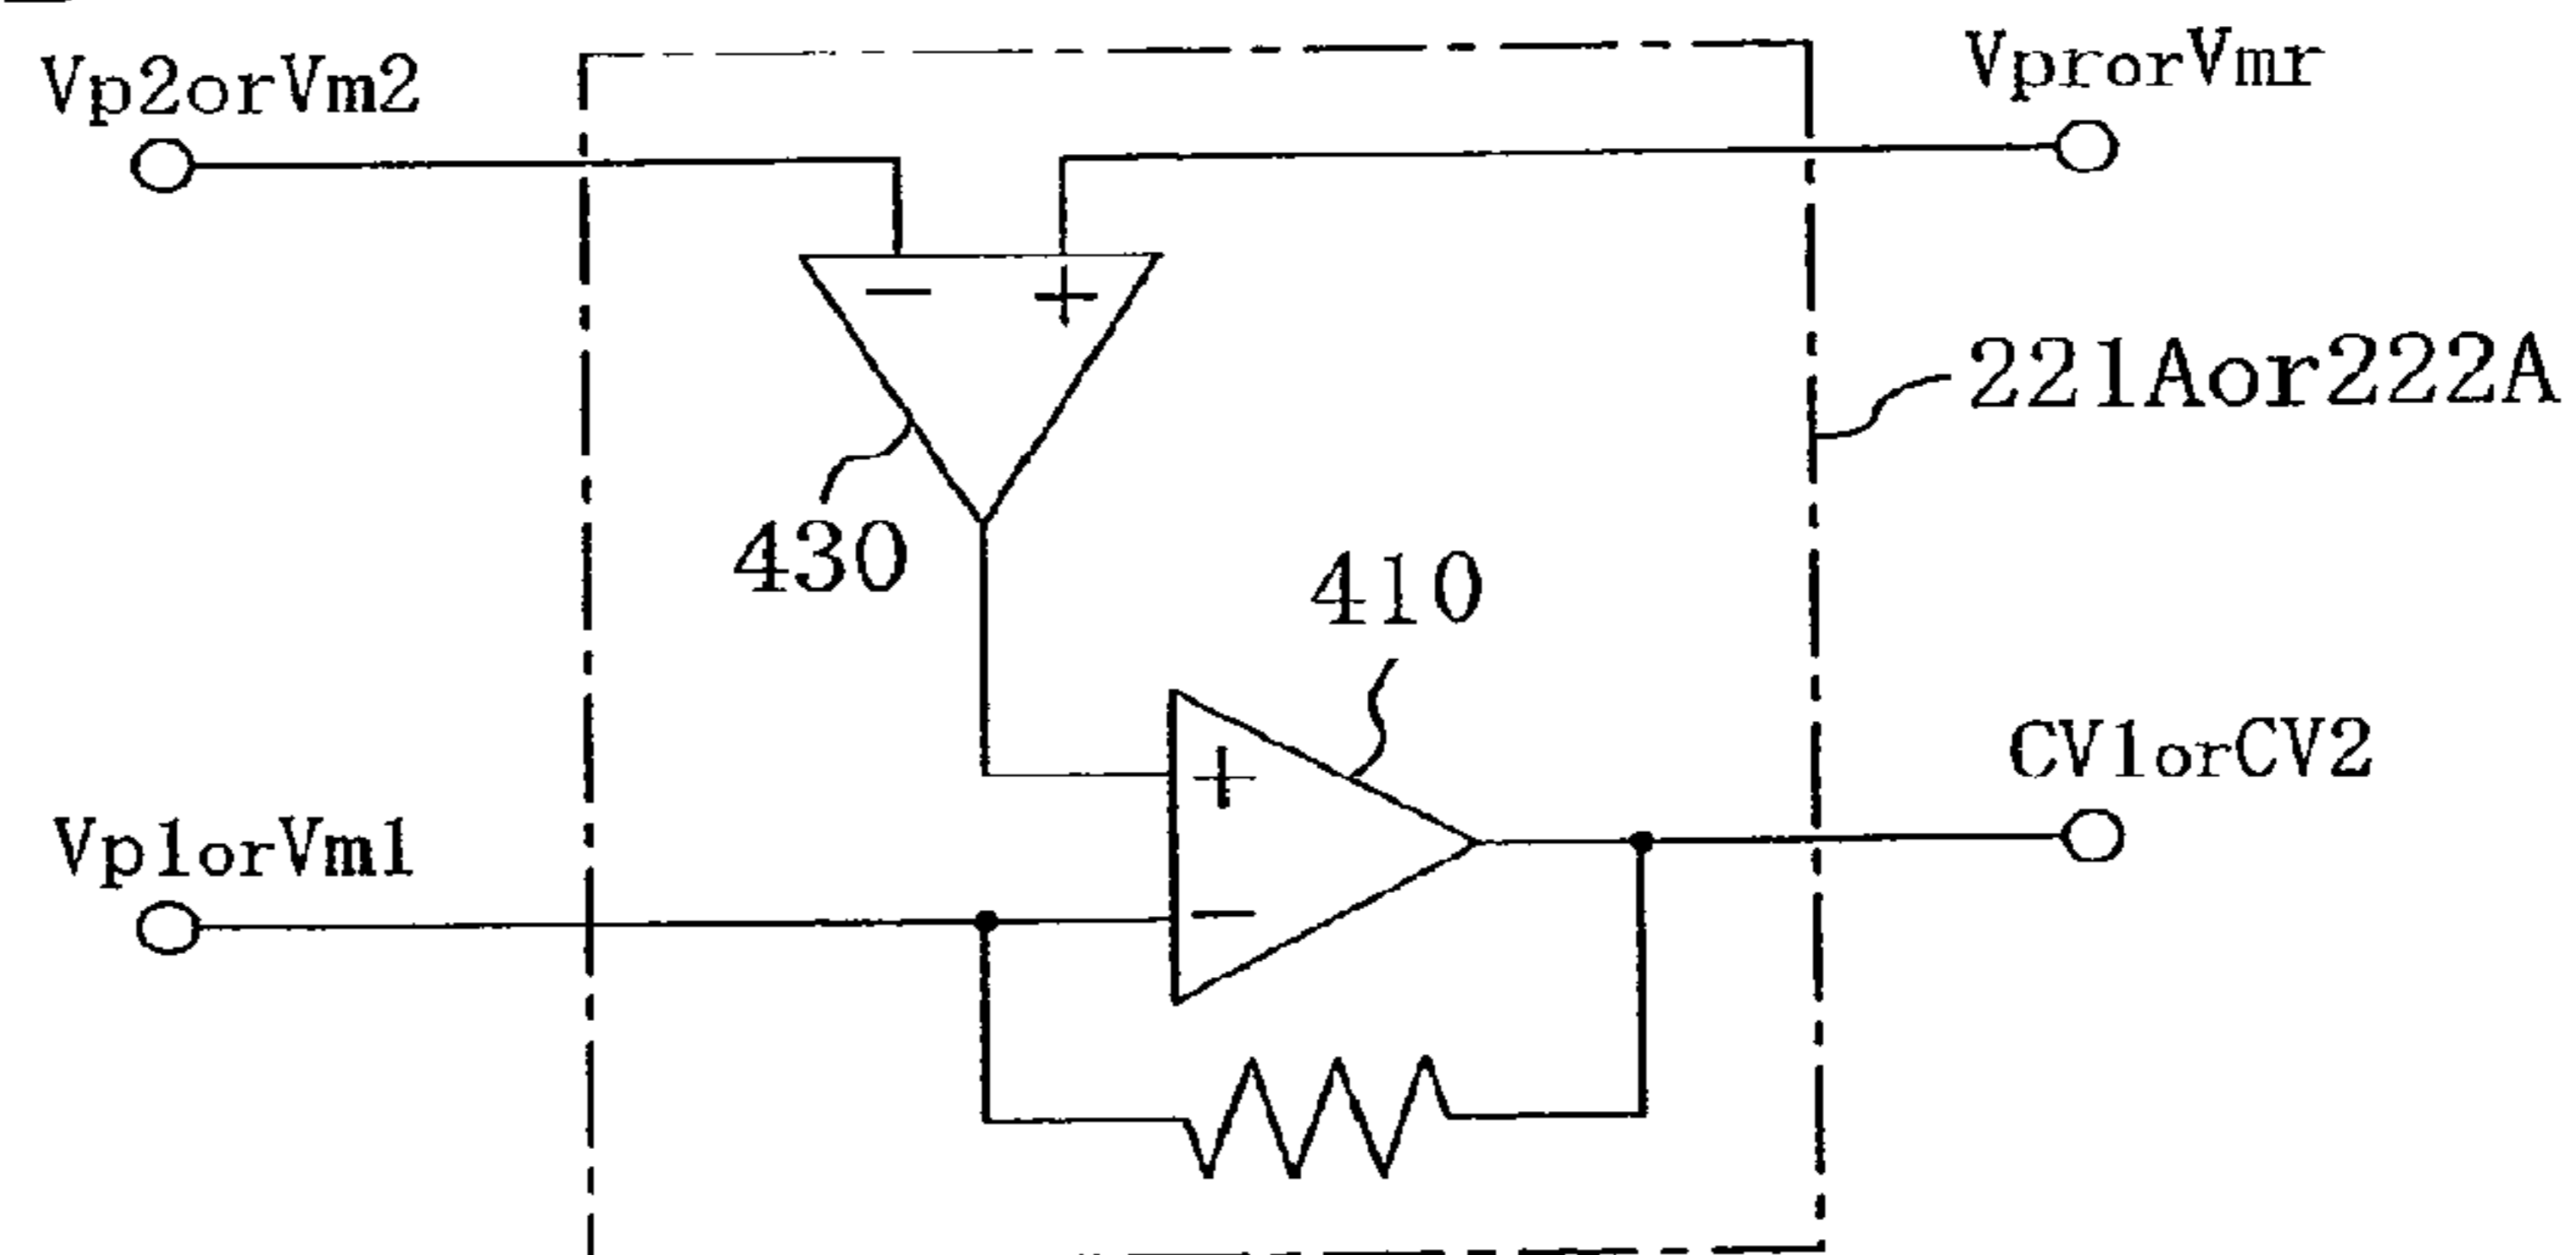 Vp2orVm2
VprorVmr
221Aor222A
− +
430
410
+
CV1orCV2
Vp1orVm1
−